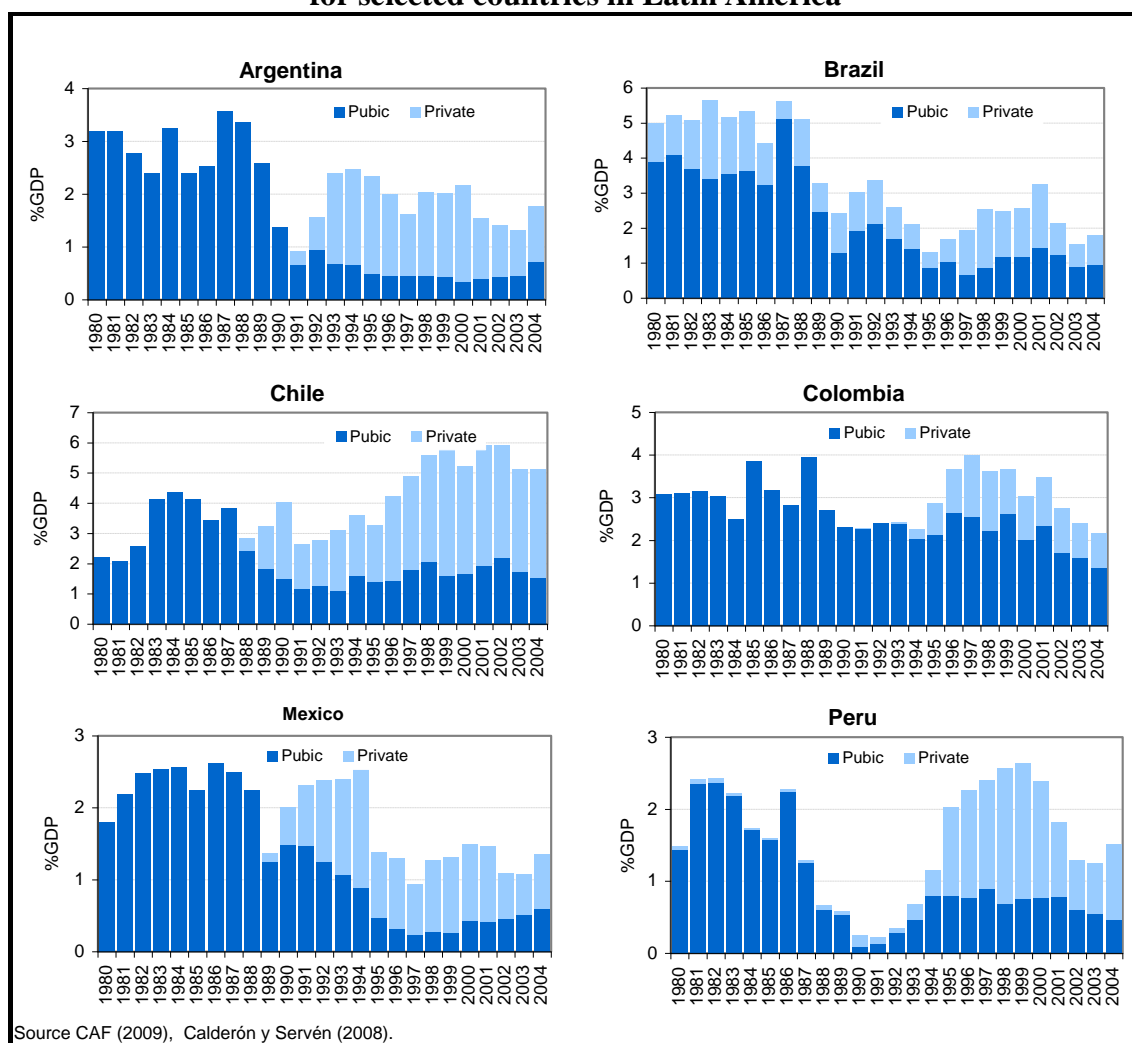 for selected countries in Latin America
Argentina
Pubic Private
%GDP
4
3
2
1
0
1980 1981 1982 1983 1984 1985 1986 1987 1988 1989 1990 1991 1992 1993 1994 1995 1996 1997 1998 1999 2000 2001 2002 2003 2004
Brazil
Pubic Private
%GDP
6
5
4
3
2
1
0
1980 1981 1982 1983 1984 1985 1986 1987 1988 1989 1990 1991 1992 1993 1994 1995 1996 1997 1998 1999 2000 2001 2002 2003 2004
Chile
Pubic Private
%GDP
7
6
5
4
3
2
1
0
1980 1981 1982 1983 1984 1985 1986 1987 1988 1989 1990 1991 1992 1993 1994 1995 1996 1997 1998 1999 2000 2001 2002 2003 2004
Colombia
Pubic Private
%GDP
5
4
3
2
1
0
1980 1981 1982 1983 1984 1985 1986 1987 1988 1989 1990 1991 1992 1993 1994 1995 1996 1997 1998 1999 2000 2001 2002 2003 2004
Mexico
Pubic Private
%GDP
3
2
1
0
1980 1981 1982 1983 1984 1985 1986 1987 1988 1989 1990 1991 1992 1993 1994 1995 1996 1997 1998 1999 2000 2001 2002 2003 2004
Peru
Pubic Private
%GDP
3
2
1
0
1980 1981 1982 1983 1984 1985 1986 1987 1988 1989 1990 1991 1992 1993 1994 1995 1996 1997 1998 1999 2000 2001 2002 2003 2004
Source CAF (2009), Calderón y Servén (2008).